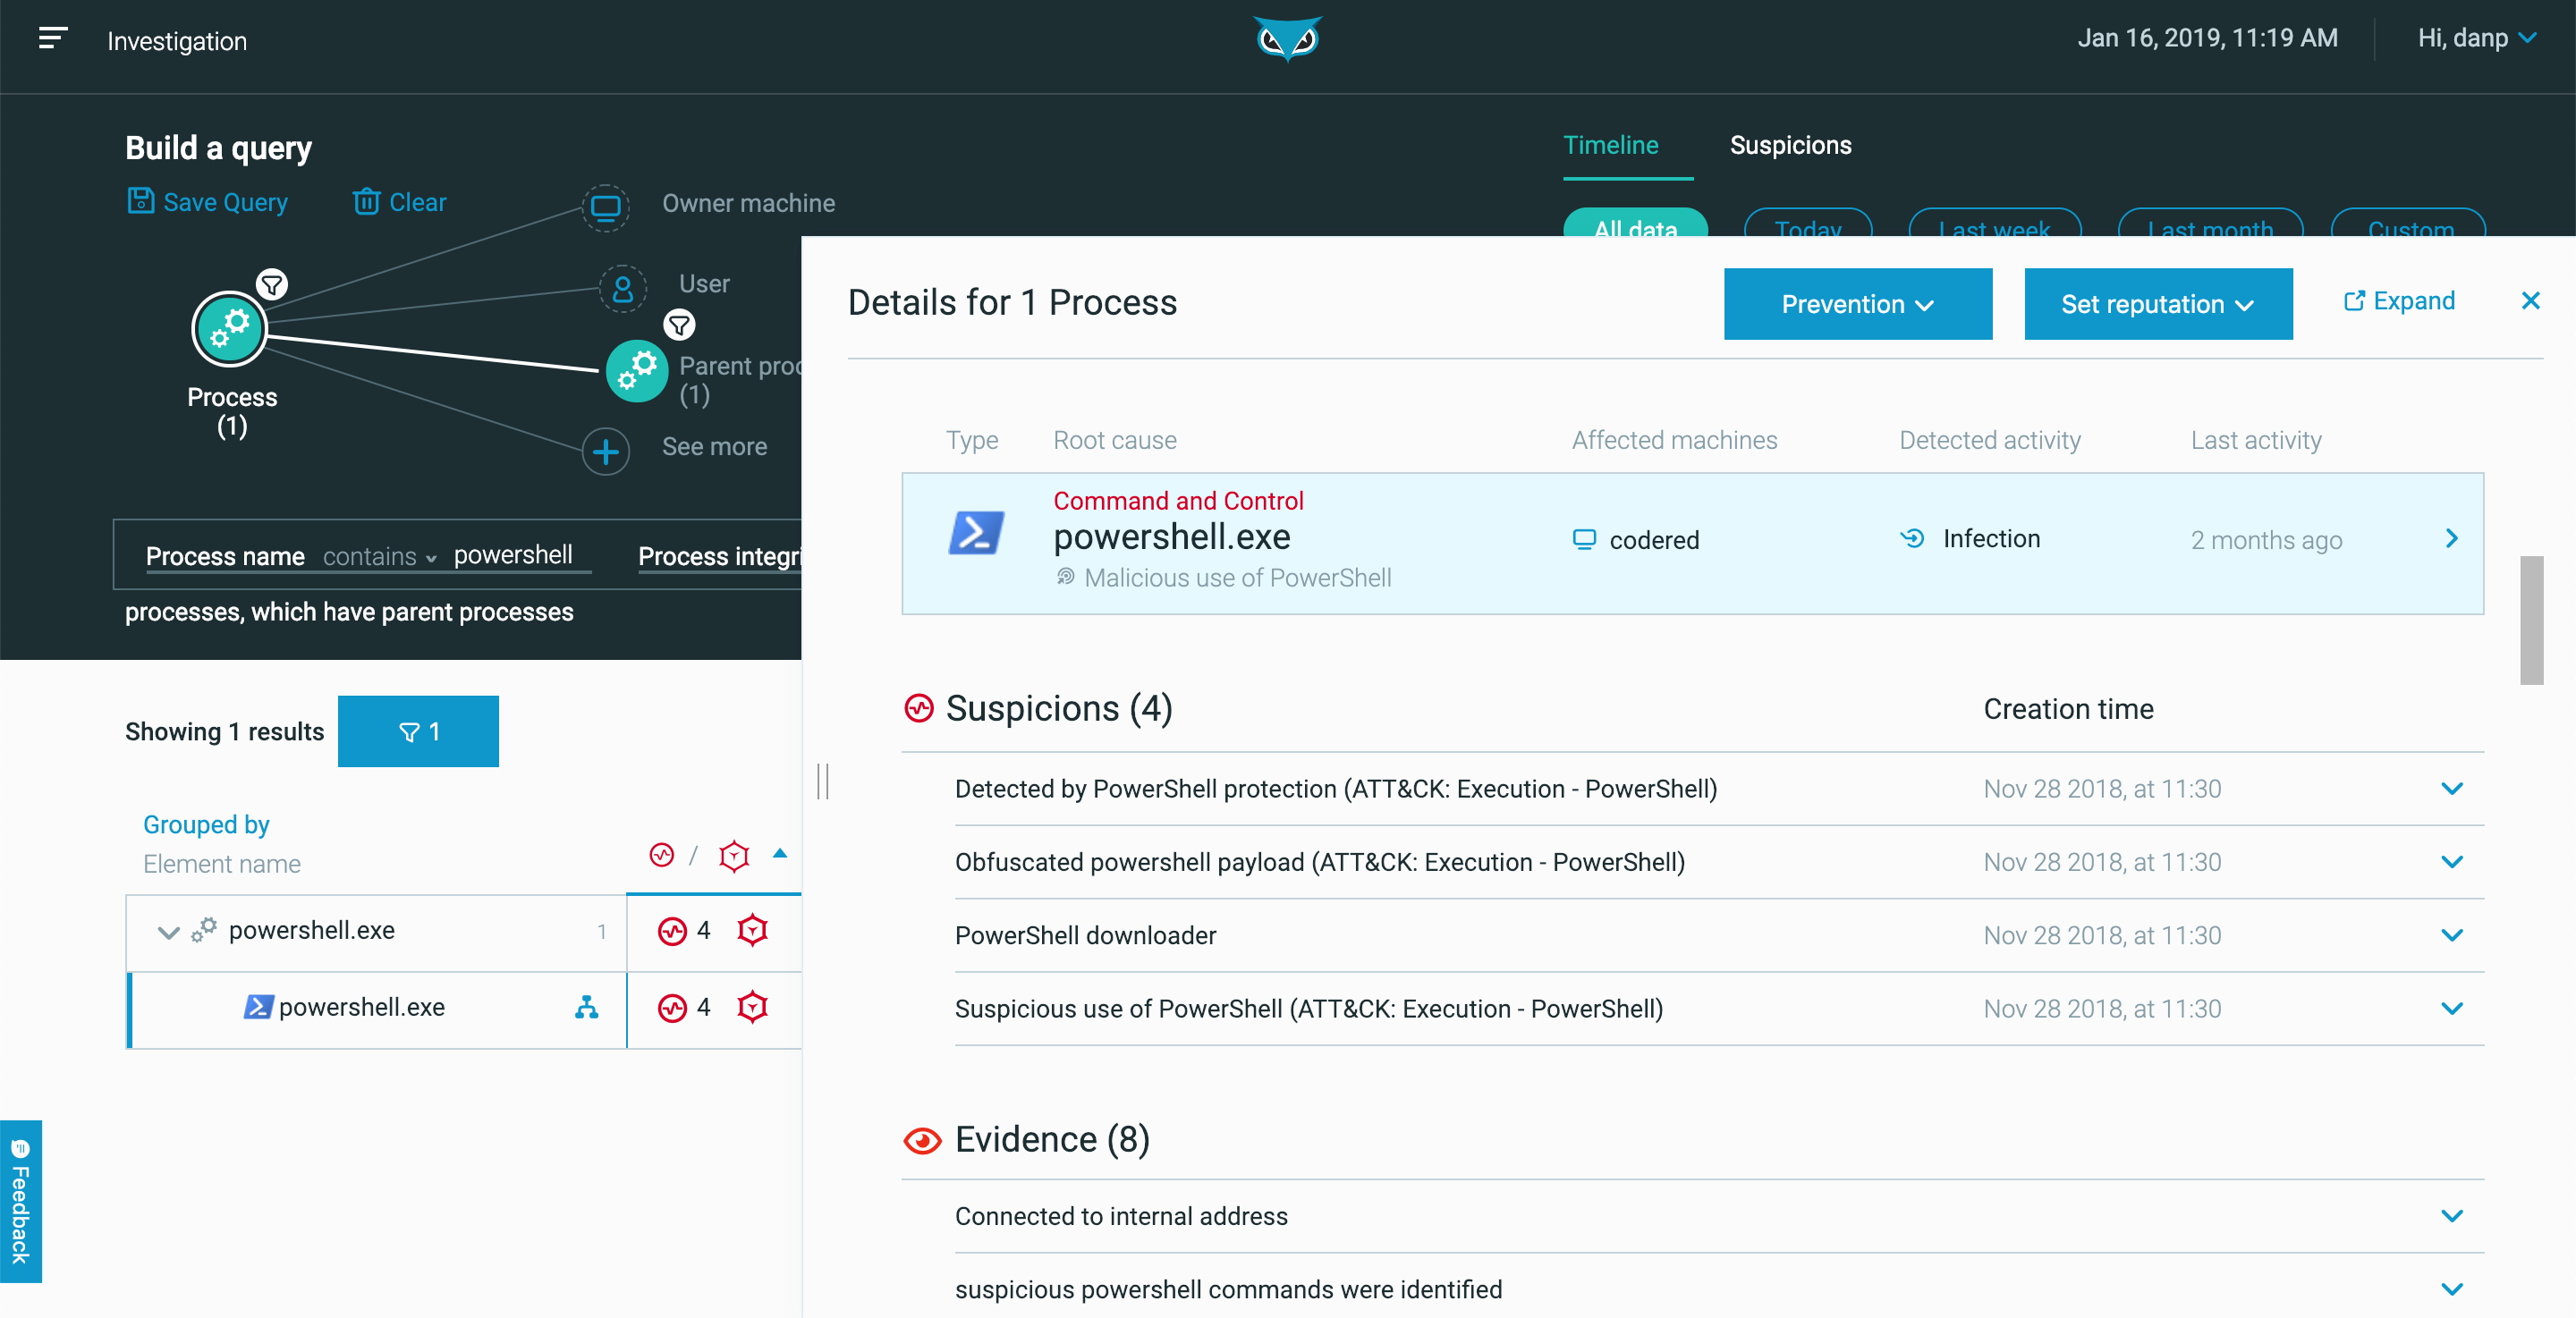 Investigation
Jan 16, 2019, 11:19 AM
Hi, danp
Build a query
Save Query
Clear
Owner machine
User
Parent proc
(1)
See more
Process
(1)
Timeline
Suspicions
All data
Today
Last week
Last month
Custom
Process name contains powershell Process integri
processes, which have parent processes
Showing 1 results
1
Grouped by
Element name
/
powershell.exe 1 4
powershell.exe 4
Feedback
Details for 1 Process
Prevention
Set reputation
Expand
Type Root cause Affected machines Detected activity Last activity
Command and Control
powershell.exe
Malicious use of PowerShell
codered
Infection
2 months ago
Suspicions (4) Creation time
Detected by PowerShell protection (ATT&CK: Execution - PowerShell) Nov 28 2018, at 11:30
Obfuscated powershell payload (ATT&CK: Execution - PowerShell) Nov 28 2018, at 11:30
PowerShell downloader Nov 28 2018, at 11:30
Suspicious use of PowerShell (ATT&CK: Execution - PowerShell) Nov 28 2018, at 11:30
Evidence (8)
Connected to internal address
suspicious powershell commands were identified